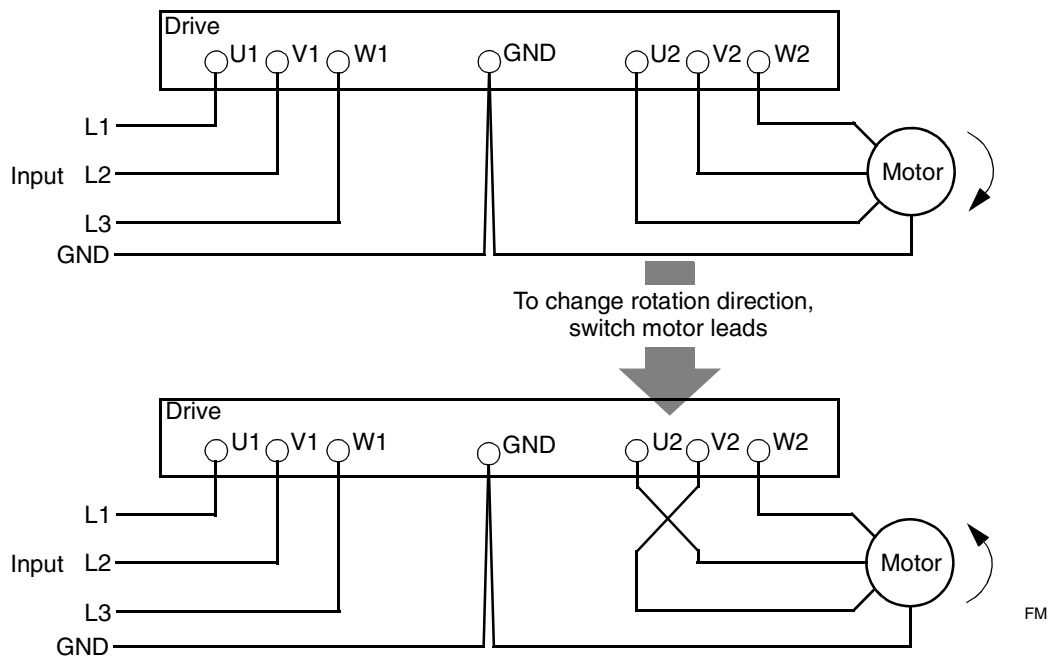 Drive
U1 V1 W1 GND U2 V2 W2
L1
Input L2 Motor
L3
GND
To change rotation direction,
switch motor leads
Drive
U1 V1 W1 GND U2 V2 W2
L1
Input L2 Motor
L3
FM
GND